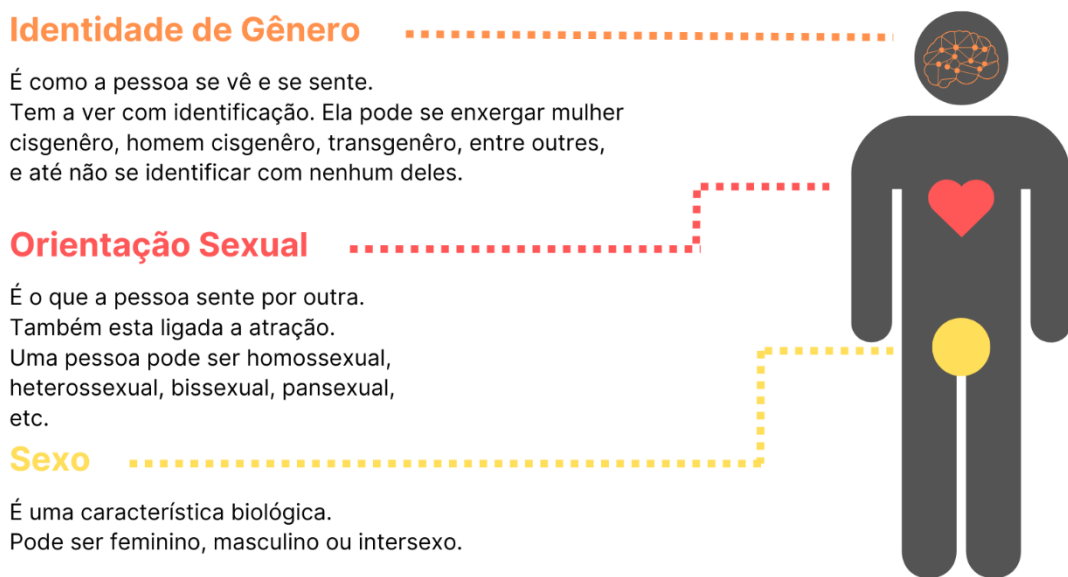 Identidade de Gênero
É como a pessoa se vê e se sente.
Tem a ver com identificação. Ela pode se enxergar mulher
cisgenêro, homem cisgenêro, transgenêro, entre outres,
e até não se identificar com nenhum deles.
Orientação Sexual
É o que a pessoa sente por outra.
Também esta ligada a atração.
Uma pessoa pode ser homossexual,
heterossexual, bissexual, pansexual,
etc.
Sexo
É uma característica biológica.
Pode ser feminino, masculino ou intersexo.